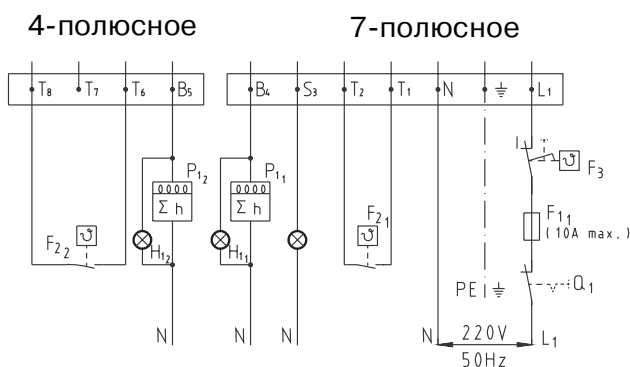 4-полюсное 7-полюсное
T8 T7 T6 B5 B4 S3 T2 T1 N L1
P12 P11
0000 0000
Σ h Σ h
ϑ F3
F11
(10A max.)
F22 ϑ H12 H11 F21 ϑ
PE Q1
N N N N 220V L1
50Hz